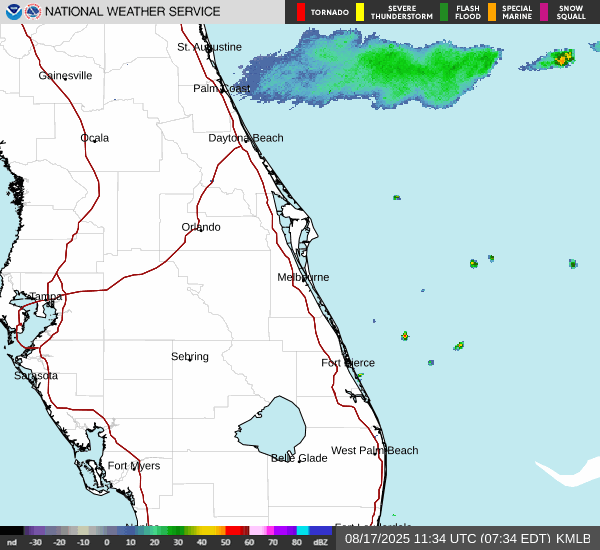 NATIONAL WEATHER SERVICE
TORNADO
SEVERE THUNDERSTORM
FLASH FLOOD
SPECIAL MARINE
SNOW SQUALL
St. Augustine
Gainesville
Palm Coast
Ocala
Daytona Beach
Orlando
Melbourne
Tampa
Sebring
Fort Pierce
Sarasota
West Palm Beach
Belle Glade
Fort Myers
nd -30 -20 -10 0 10 20 30 40 50 60 70 80 dBZ
08/17/2025 11:34 UTC (07:34 EDT) KMLB